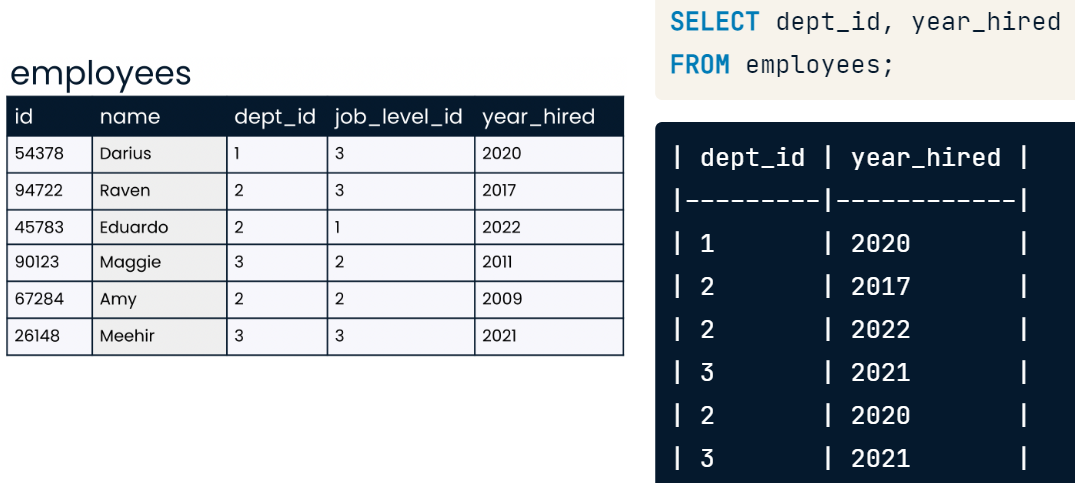 employees
id name dept_id job_level_id year_hired
54378 Darius 1 3 2020
94722 Raven 2 3 2017
45783 Eduardo 2 1 2022
90123 Maggie 3 2 2011
67284 Amy 2 2 2009
26148 Meehir 3 3 2021
SELECT dept_id, year_hired
FROM employees;
| dept_id | year_hired |
|---------|------------|
| 1 | 2020 |
| 2 | 2017 |
| 2 | 2022 |
| 3 | 2021 |
| 2 | 2020 |
| 3 | 2021 |